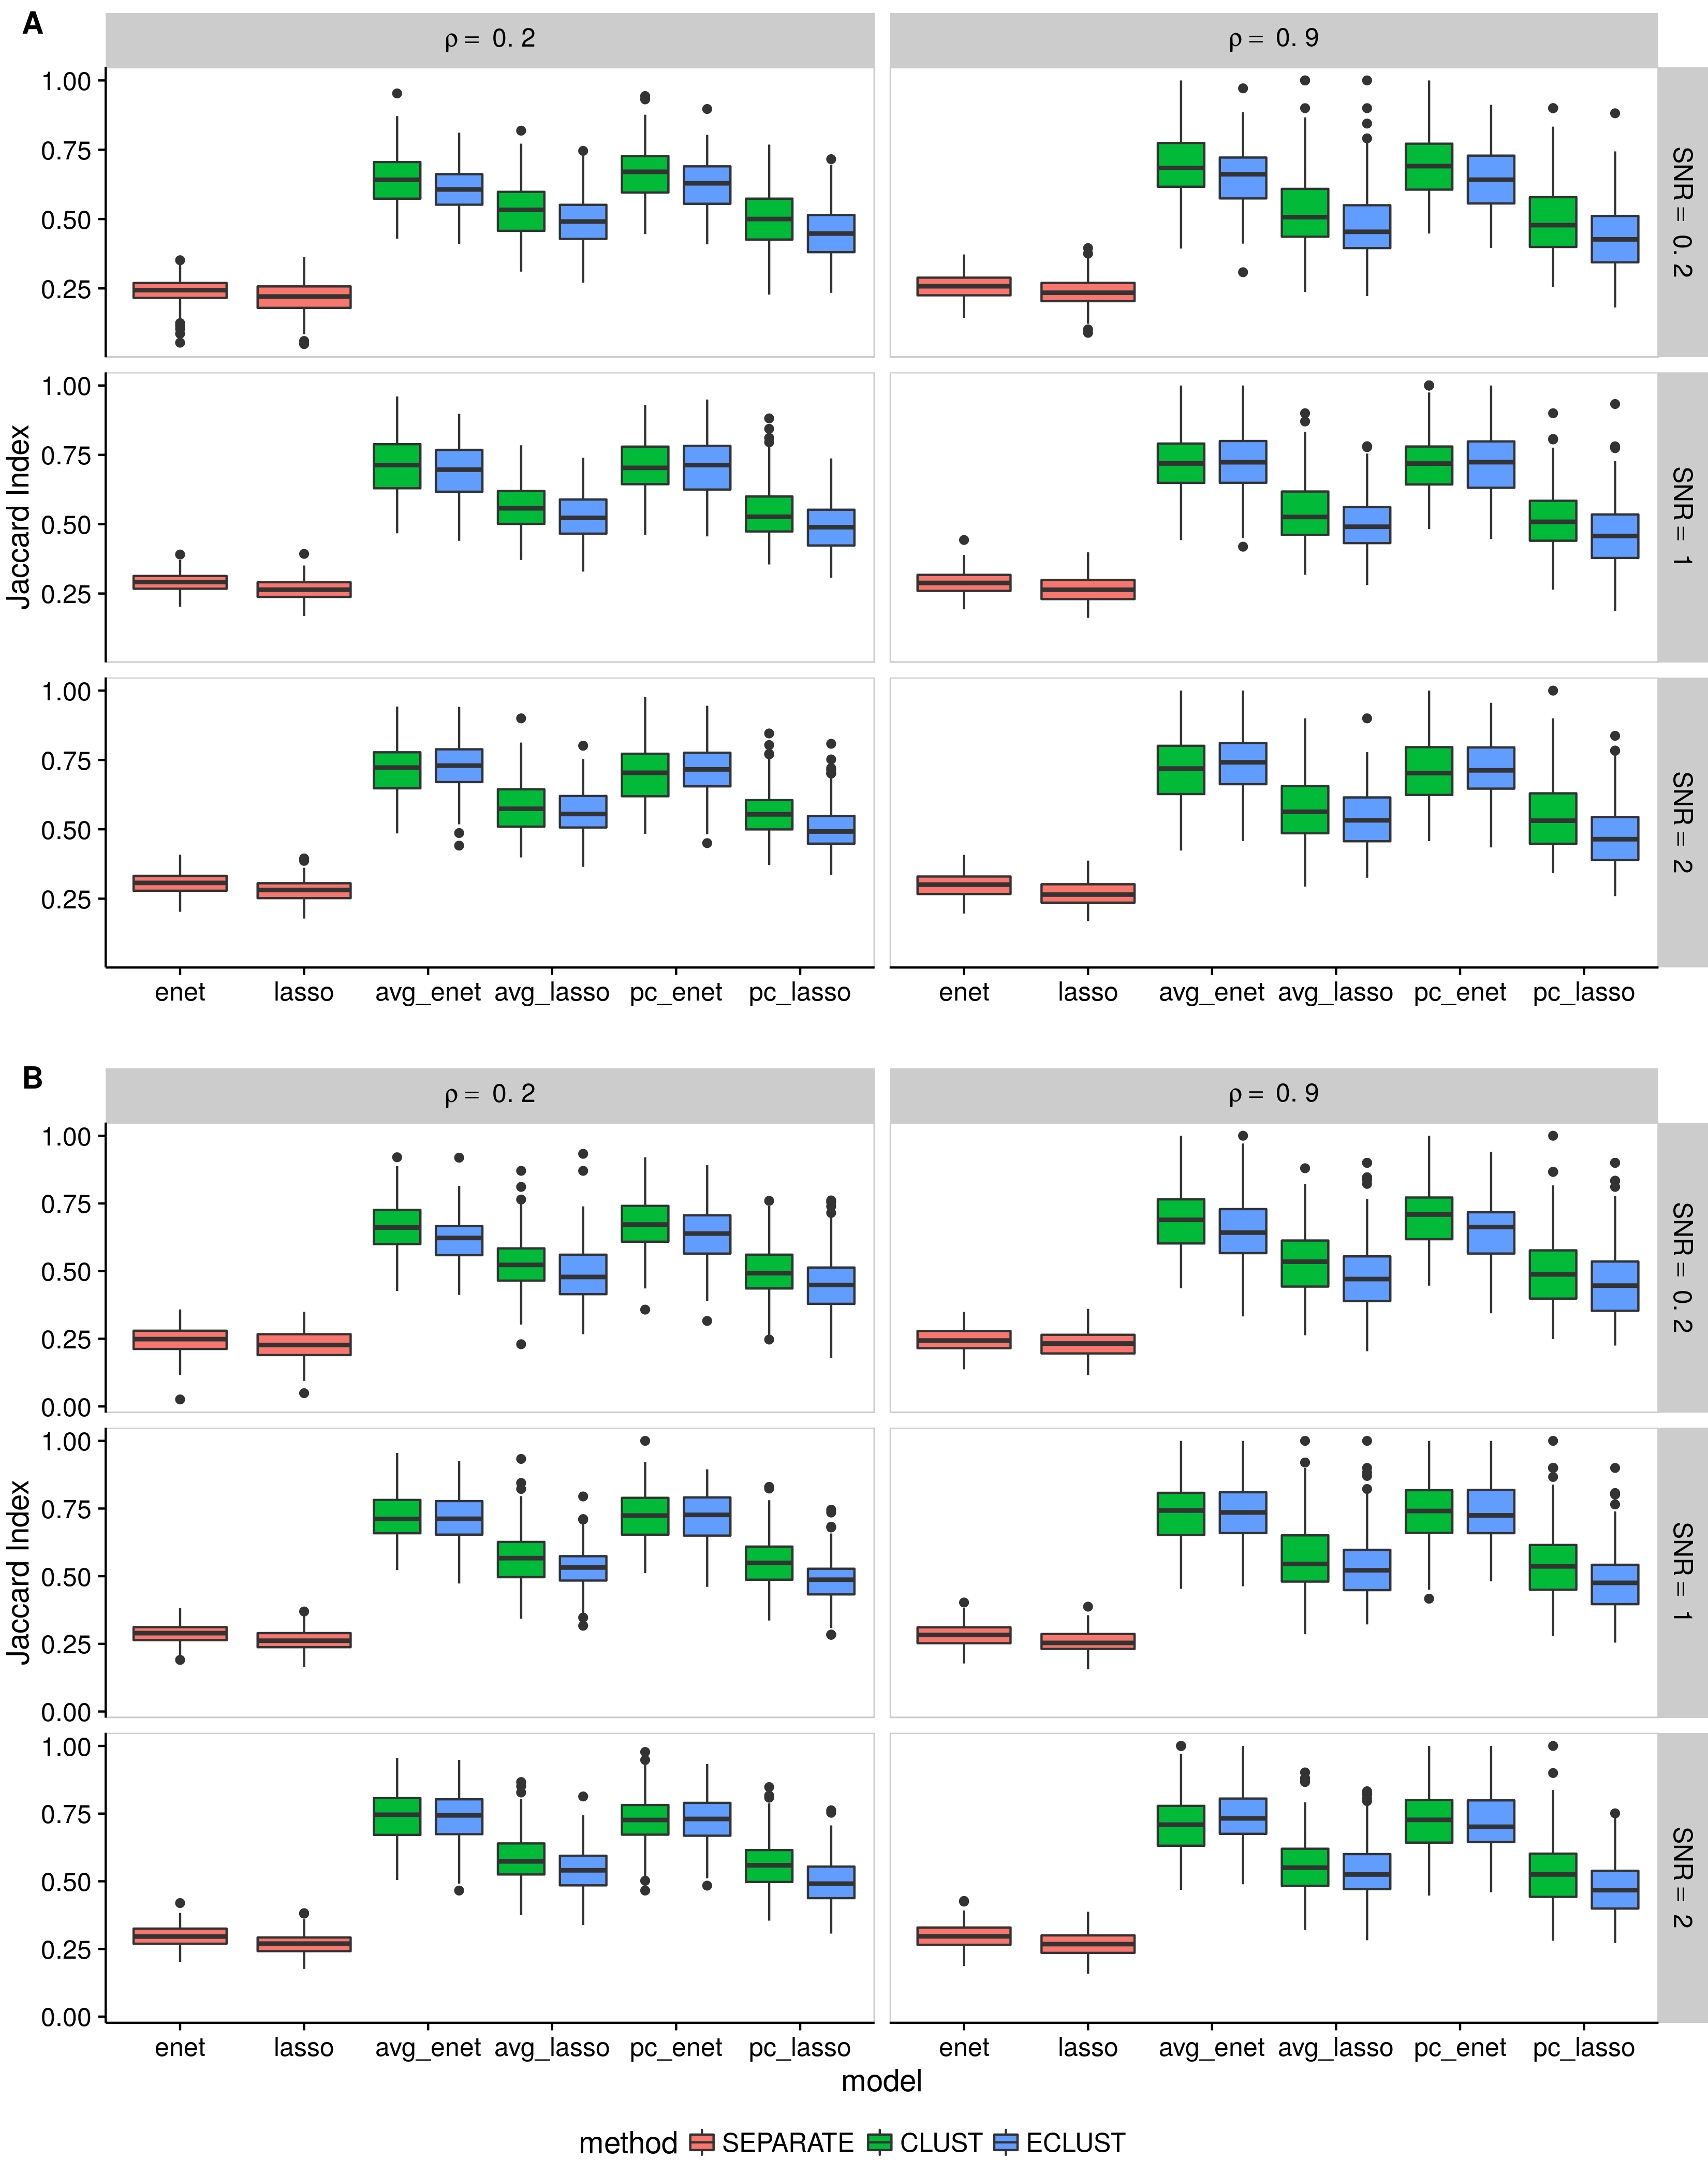 A
ρ = 0. 2
ρ = 0. 9
1.00
0.75
0.50
0.25
SNR = 0. 2
1.00
0.75
0.50
0.25
SNR = 1
Jaccard Index
1.00
0.75
0.50
0.25
SNR = 2
enet lasso avg_enet avg_lasso pc_enet pc_lasso
enet lasso avg_enet avg_lasso pc_enet pc_lasso
B
ρ = 0. 2
ρ = 0. 9
1.00
0.75
0.50
0.25
0.00
SNR = 0. 2
1.00
0.75
0.50
0.25
0.00
SNR = 1
Jaccard Index
1.00
0.75
0.50
0.25
0.00
SNR = 2
enet lasso avg_enet avg_lasso pc_enet pc_lasso
enet lasso avg_enet avg_lasso pc_enet pc_lasso
model
method SEPARATE CLUST ECLUST